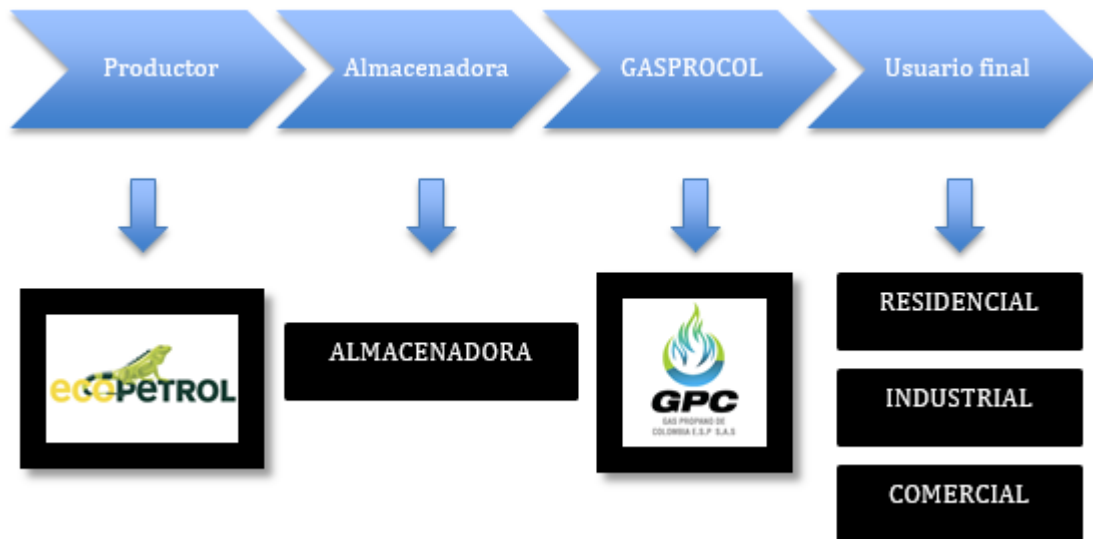 Productor
Almacenadora
GASPROCOL
Usuario final
ecoPETROL
ALMACENADORA
GPC
GAS PROPANO DE
COLOMBIA E.S.P S.A.S
RESIDENCIAL
INDUSTRIAL
COMERCIAL